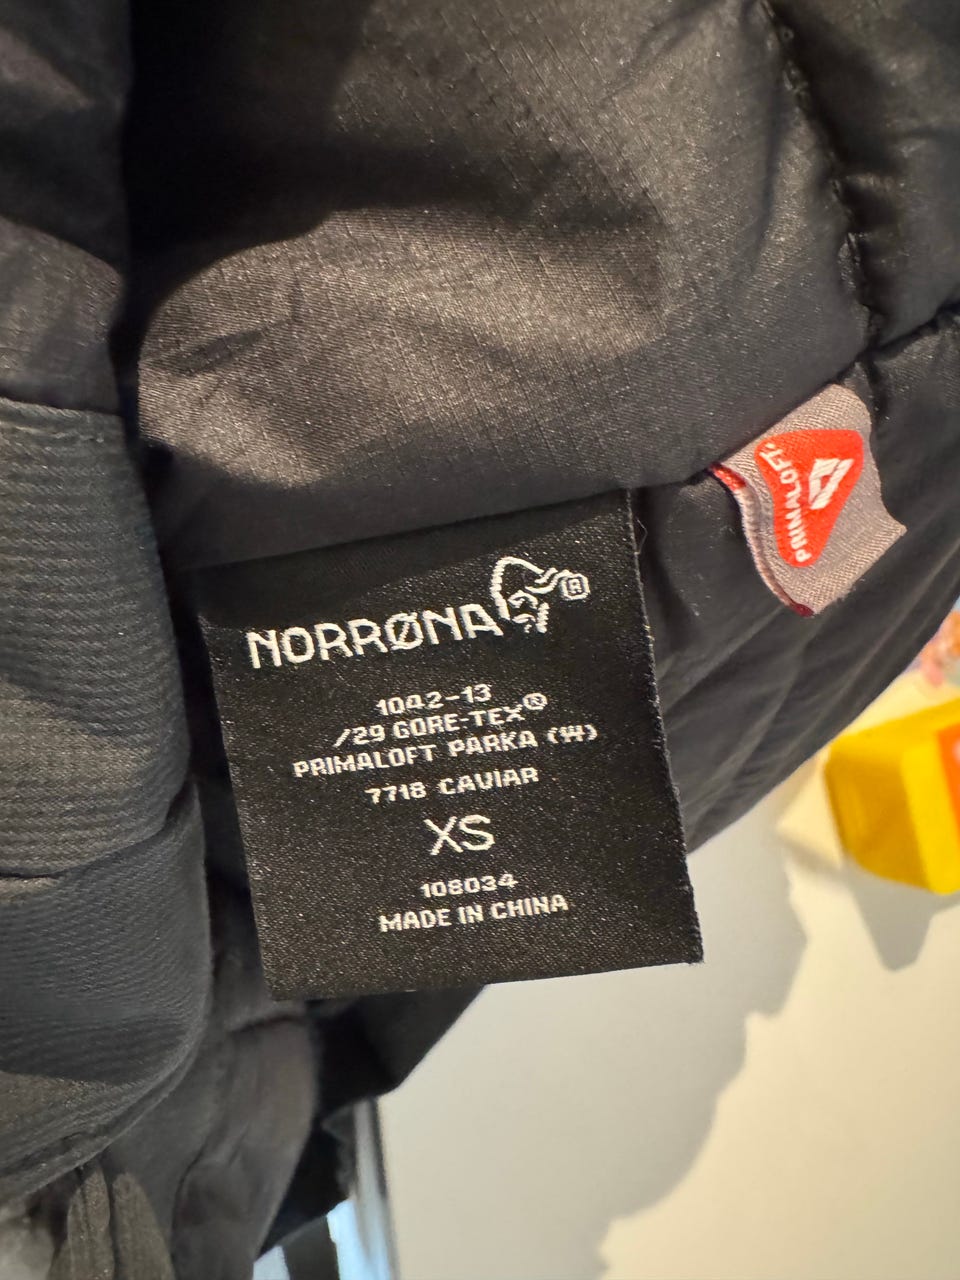 NORRØNA®
1042-13
/29 GORE-TEX®
PRIMALOFT PARKA (W)
7718 CAVIAR
XS
108034
MADE IN CHINA
PRIMALOFT®